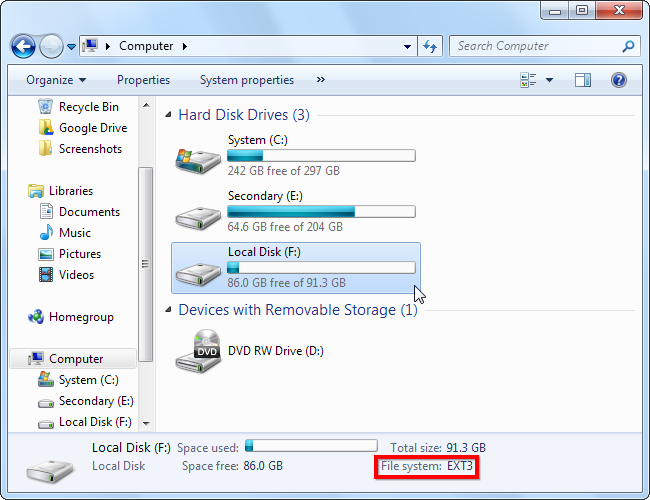 Computer
Search Computer
Organize Properties System properties »
Recycle Bin
Google Drive
Screenshots
Libraries
Documents
Music
Pictures
Videos
Homegroup
Computer
System (C:)
Secondary (E:)
Local Disk (F:)
Hard Disk Drives (3)
System (C:)
242 GB free of 297 GB
Secondary (E:)
64.6 GB free of 204 GB
Local Disk (F:)
86.0 GB free of 91.3 GB
Devices with Removable Storage (1)
DVD
DVD RW Drive (D:)
Local Disk (F:) Space used: Total size: 91.3 GB
Local Disk Space free: 86.0 GB File system: EXT3